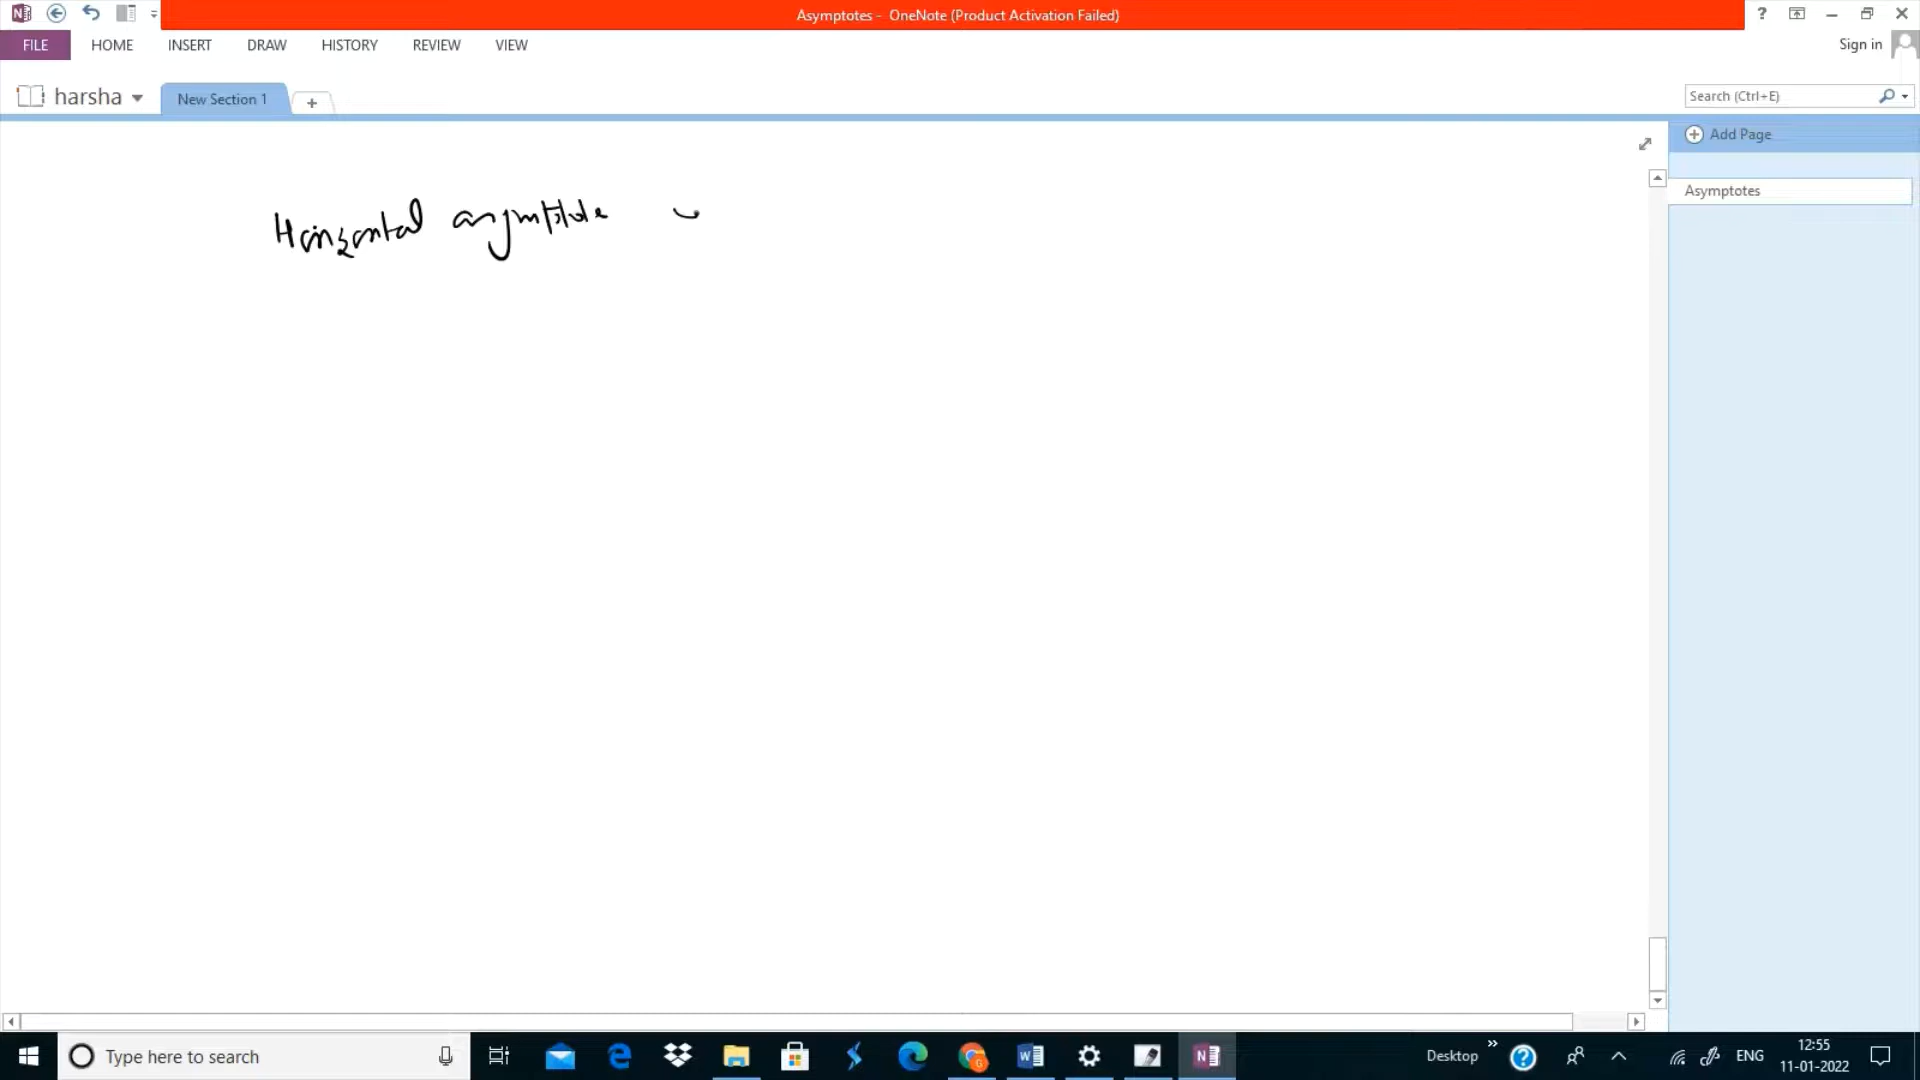 Asymptotes - OneNote (Product Activation Failed)
? 
FILE HOME INSERT DRAW HISTORY REVIEW VIEW
Sign in
harsha New Section 1 +
Search (Ctrl+E)
Add Page
Asymptotes
Horizontal asymptote
Type here to search
Desktop
ENG
12:55
11-01-2022